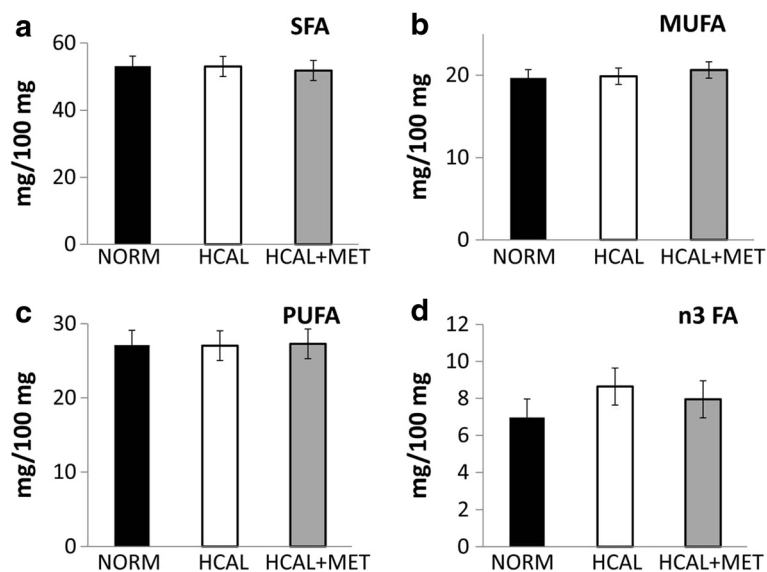 a SFA
mg/100 mg
60
40
20
0
NORM HCAL HCAL+MET
b MUFA
mg/100 mg
20
10
0
NORM HCAL HCAL+MET
c PUFA
mg/100 mg
30
20
10
0
NORM HCAL HCAL+MET
d n3 FA
mg/100 mg
12
10
8
6
4
2
0
NORM HCAL HCAL+MET